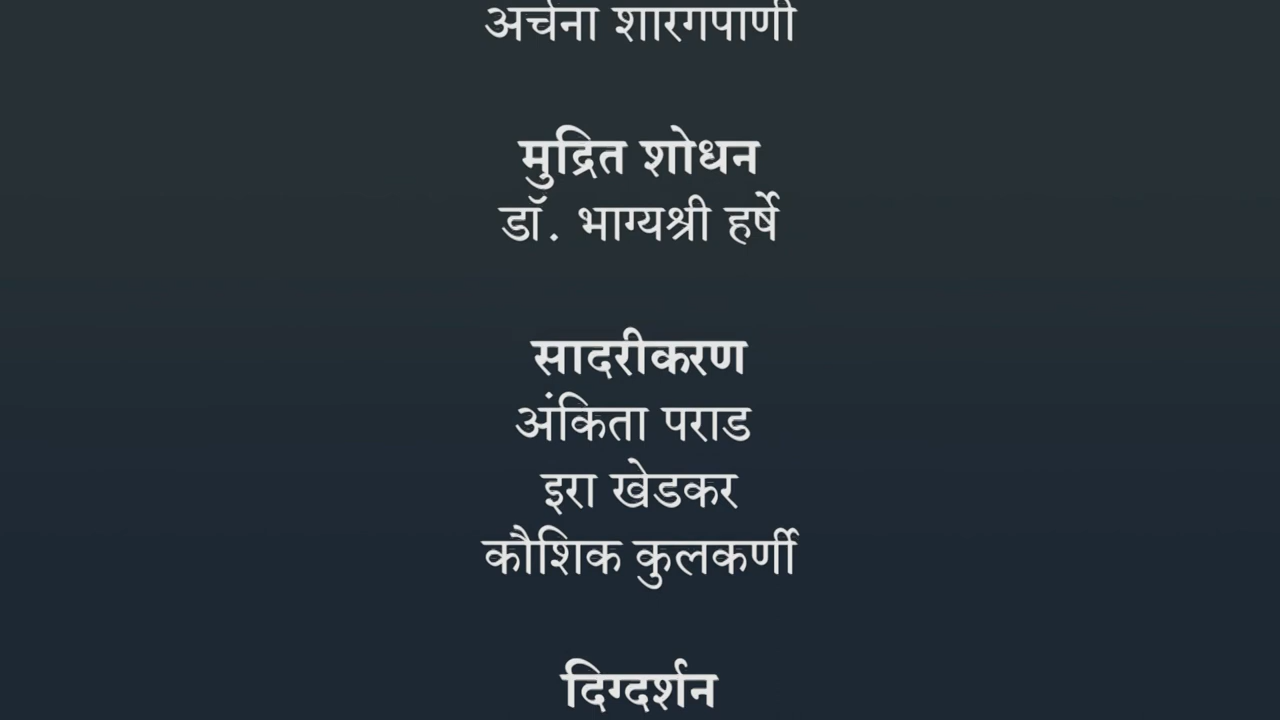 अर्चना शारंगपाणी
मुद्रित शोधन
डॉ. भाग्यश्री हर्षे
सादरीकरण
अंकिता पराड
इरा खेडकर
कौशिक कुलकर्णी
दिग्दर्शन